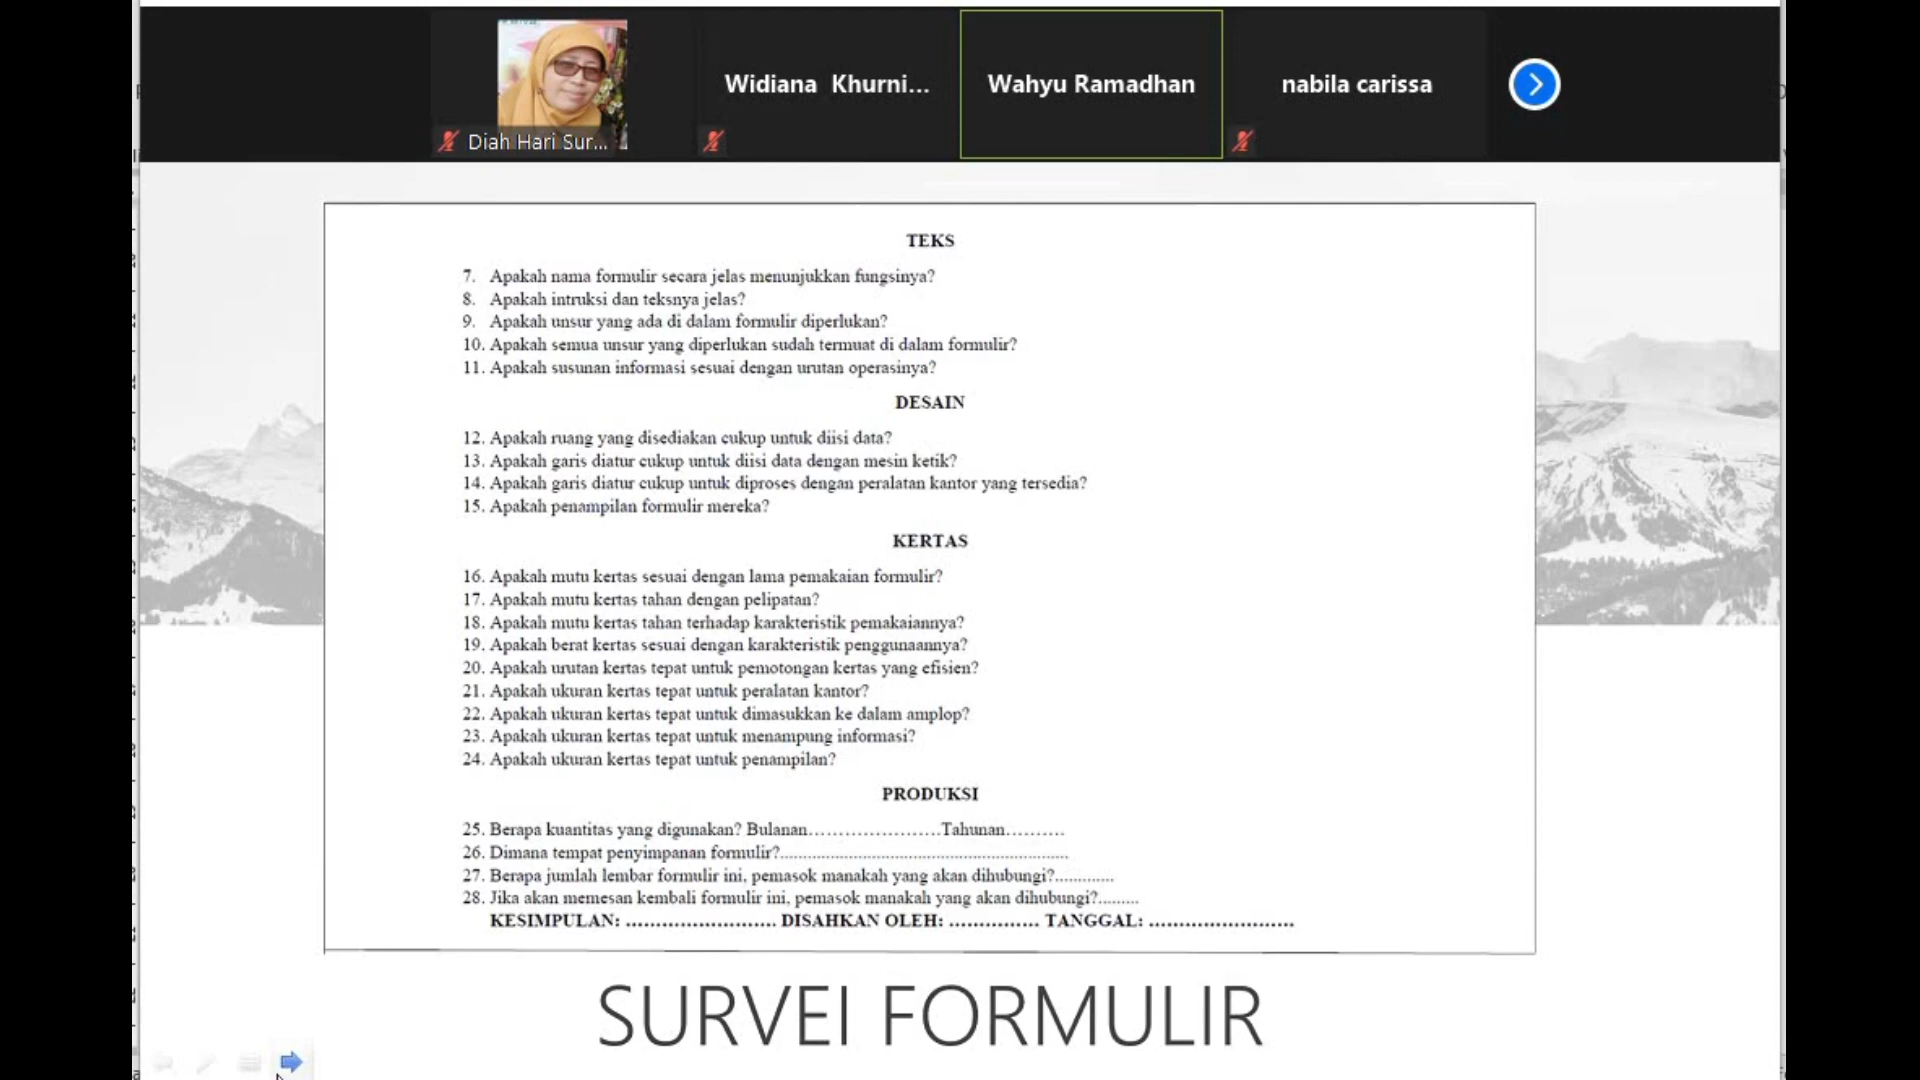 Diah Hari Sur...
Widiana Khurni...
Wahyu Ramadhan
nabila carissa
TEKS
7. Apakah nama formulir secara jelas menunjukkan fungsinya?
8. Apakah intruksi dan teksnya jelas?
9. Apakah unsur yang ada di dalam formulir diperlukan?
10. Apakah semua unsur yang diperlukan sudah termuat di dalam formulir?
11. Apakah susunan informasi sesuai dengan urutan operasinya?
DESAIN
12. Apakah ruang yang disediakan cukup untuk diisi data?
13. Apakah garis diatur cukup untuk diisi data dengan mesin ketik?
14. Apakah garis diatur cukup untuk diproses dengan peralatan kantor yang tersedia?
15. Apakah penampilan formulir mereka?
KERTAS
16. Apakah mutu kertas sesuai dengan lama pemakaian formulir?
17. Apakah mutu kertas tahan dengan pelipatan?
18. Apakah mutu kertas tahan terhadap karakteristik pemakaiannya?
19. Apakah berat kertas sesuai dengan karakteristik penggunaannya?
20. Apakah urutan kertas tepat untuk pemotongan kertas yang efisien?
21. Apakah ukuran kertas tepat untuk peralatan kantor?
22. Apakah ukuran kertas tepat untuk dimasukkan ke dalam amplop?
23. Apakah ukuran kertas tepat untuk menampung informasi?
24. Apakah ukuran kertas tepat untuk penampilan?
PRODUKSI
25. Berapa kuantitas yang digunakan? Bulanan......................Tahunan..........
26. Dimana tempat penyimpanan formulir?................................................................
27. Berapa jumlah lembar formulir ini, pemasok manakah yang akan dihubungi?.............
28. Jika akan memesan kembali formulir ini, pemasok manakah yang akan dihubungi?.........
KESIMPULAN: ......................... DISAHKAN OLEH: ............... TANGGAL: ........................
SURVEI FORMULIR